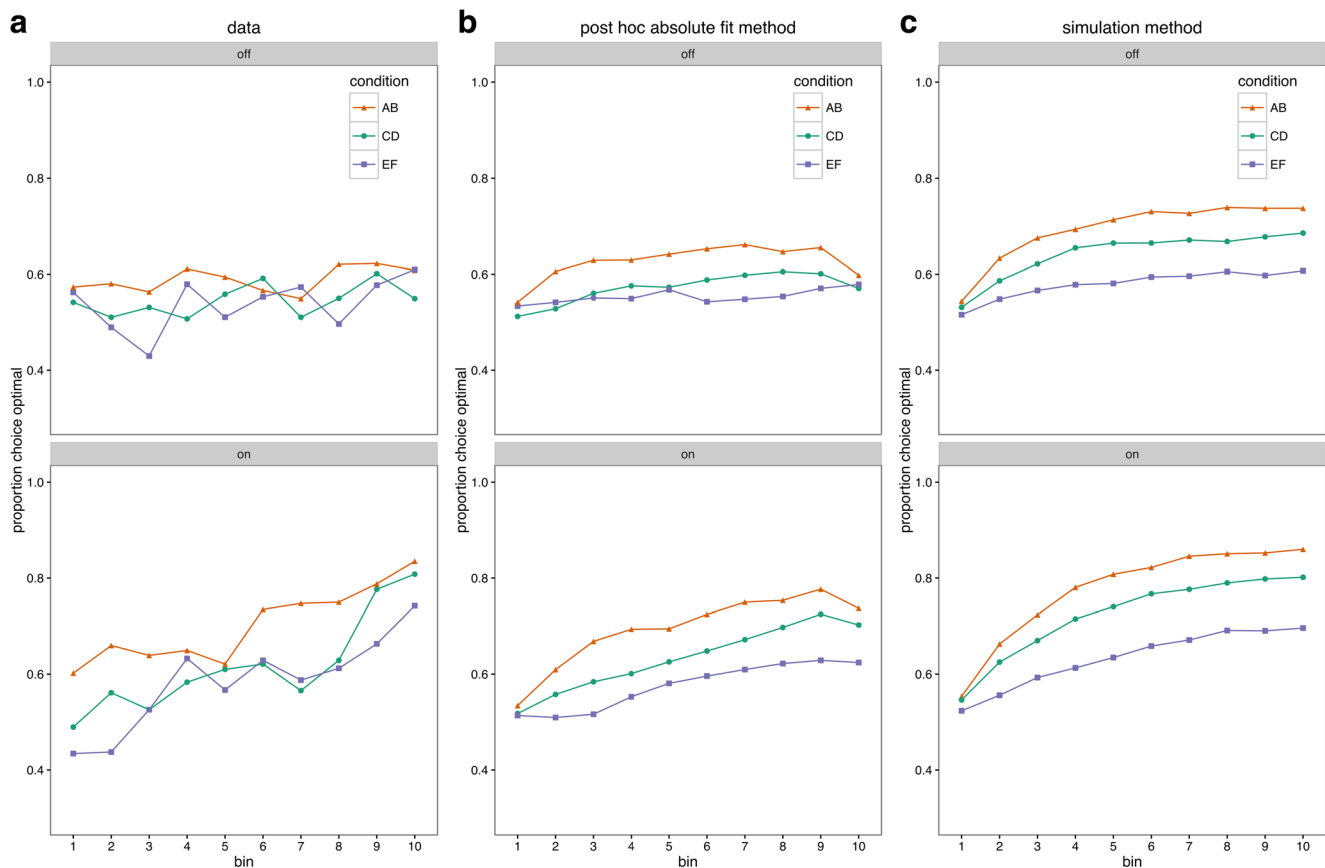 a
data
off
condition
AB
CD
EF
1.0
0.8
0.6
0.4
on
1.0
0.8
0.6
0.4
proportion choice optimal
1 2 3 4 5 6 7 8 9 10
bin
b
post hoc absolute fit method
off
condition
AB
CD
EF
1.0
0.8
0.6
0.4
on
1.0
0.8
0.6
0.4
proportion choice optimal
1 2 3 4 5 6 7 8 9 10
bin
c
simulation method
off
condition
AB
CD
EF
1.0
0.8
0.6
0.4
on
1.0
0.8
0.6
0.4
proportion choice optimal
1 2 3 4 5 6 7 8 9 10
bin